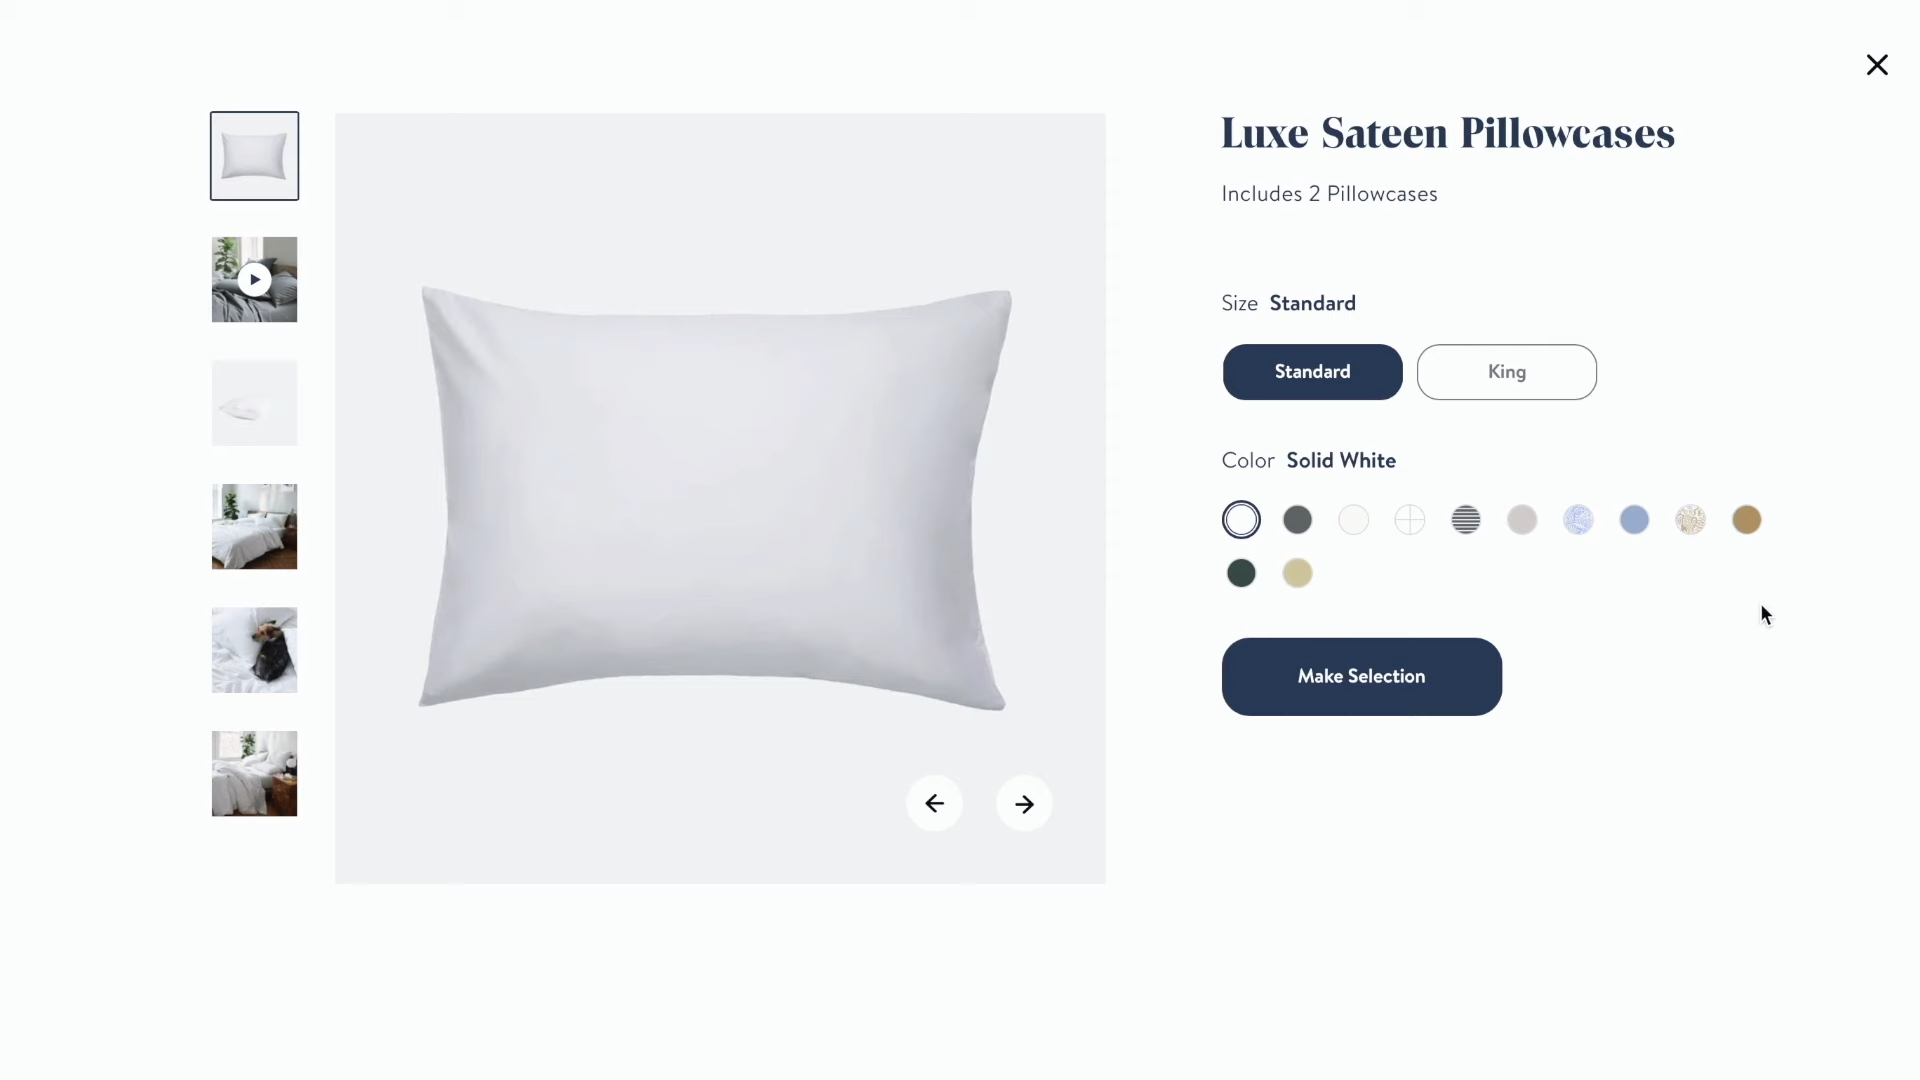 Luxe Sateen Pillowcases
Includes 2 Pillowcases
Size Standard
Standard
King
Color Solid White
Make Selection